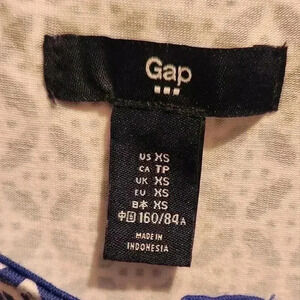 Gap
US XS
CA TP
UK XS
EU XS
日本 XS
中国 160/84A
MADE IN
INDONESIA